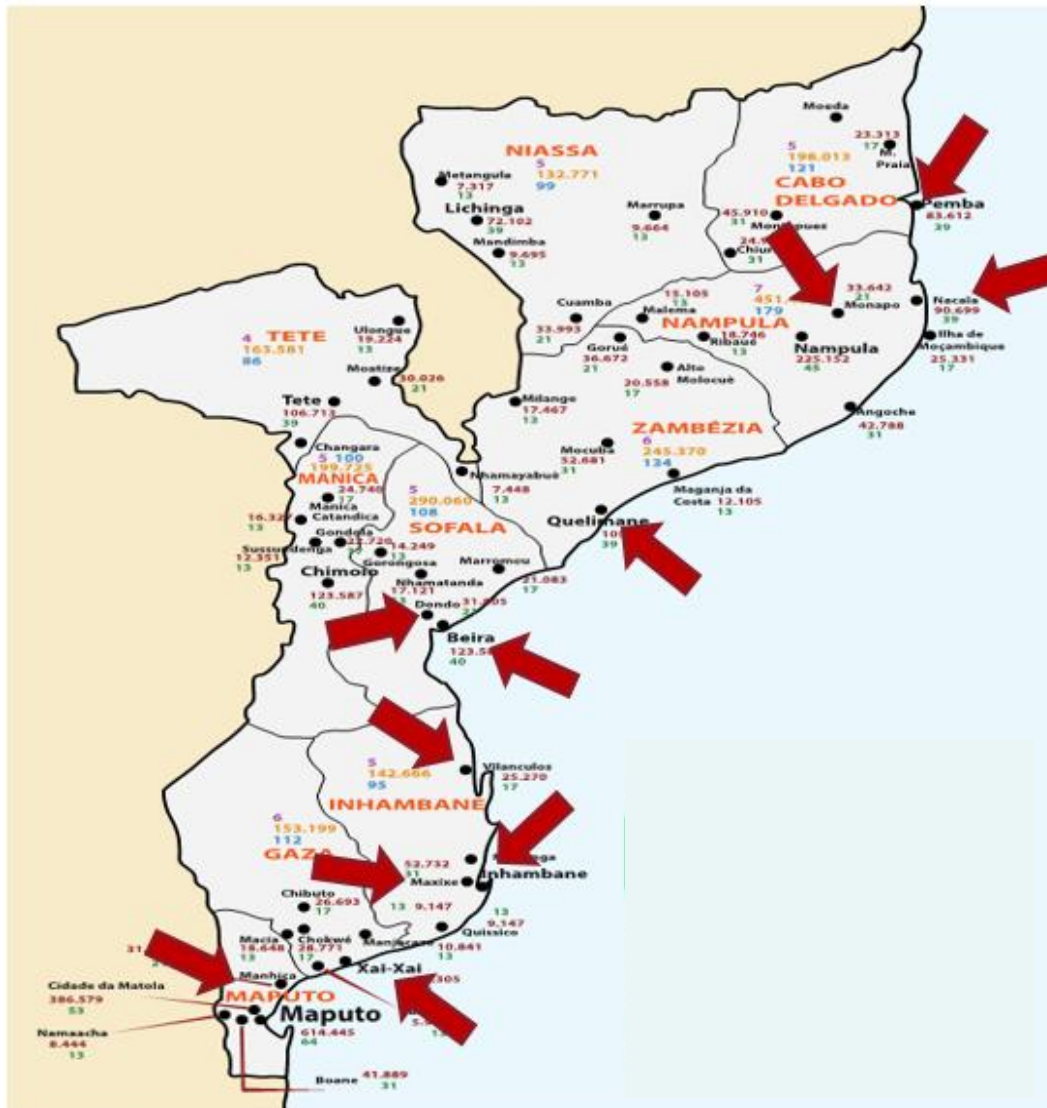 Moeda
23.313
17
M.
Praia
5
198.013
121
CABO
DELGADO
NIASSA
5
132.771
99
Metangula
7.317
13
Lichinga
72.102
39
Mandimba
9.695
13
Marrupa
9.664
13
45.910
31
Pemba
83.612
39
31
Cuamba
33.993
21
15.105
13
Malema
7
451.
179
NAMPULA
33.642
21
Monapo
Nacala
90.699
39
18.746
Ribauè
13
Nampula
225.152
45
Ilha de
Moçambique
25.331
17
Gorué
36.672
21
20.558
17
Alto
Molocuè
Angoche
42.788
31
TETE
4
163.581
86
Ulongue
19.224
13
Moatize
30.026
21
Tete
106.713
39
Milange
17.467
13
ZAMBÉZIA
6
245.370
134
Mocuba
52.681
31
Maganja da
Costa 12.105
13
Changara
5 100
199.725
MANICA
24.740
17
Manica
Catandica
16.327
13
Nhamayabuè
7.448
13
5
290.060
108
SOFALA
Quelimane
39
Gondola
22.720
Sussundenga
12.351
13
14.249
13
Gorongosa
Chimoio
123.587
40
Nhamatanda
17.121
Marromeu
21.083
17
Dondo
Beira
40
5
142.666
95
INHAMBANE
Vilanculos
25.270
17
6
153.199
112
GAZA
52.732
31
Maxixe
Inhambane
13 9.147
13
9.147
Chibuto
26.693
17
Quissico
10.841
13
Macia
18.648
13
Chokwé
28.771
17
Manjacaze
Xai-Xai
Manhiça
MAPUTO
Cidade da Matola
386.579
53
Maputo
614.445
64
Namaacha
8.444
13
Boane
41.889
31